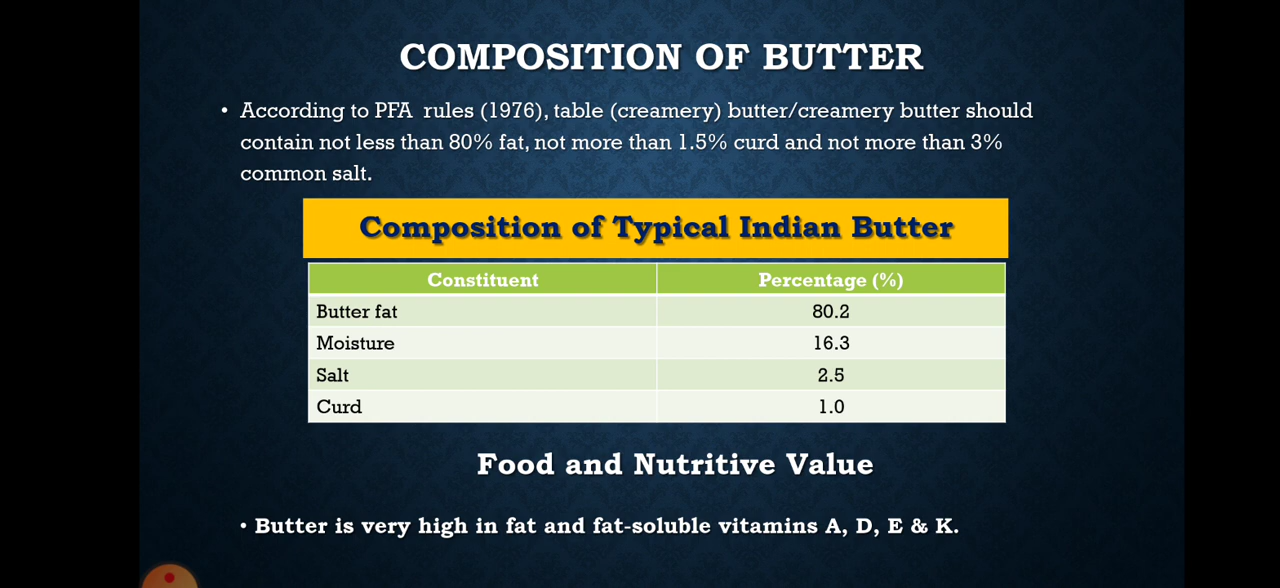 COMPOSITION OF BUTTER
• According to PFA rules (1976), table (creamery) butter/creamery butter should
contain not less than 80% fat, not more than 1.5% curd and not more than 3%
common salt.
Composition of Typical Indian Butter
Constituent Percentage (%)
Butter fat 80.2
Moisture 16.3
Salt 2.5
Curd 1.0
Food and Nutritive Value
• Butter is very high in fat and fat-soluble vitamins A, D, E & K.